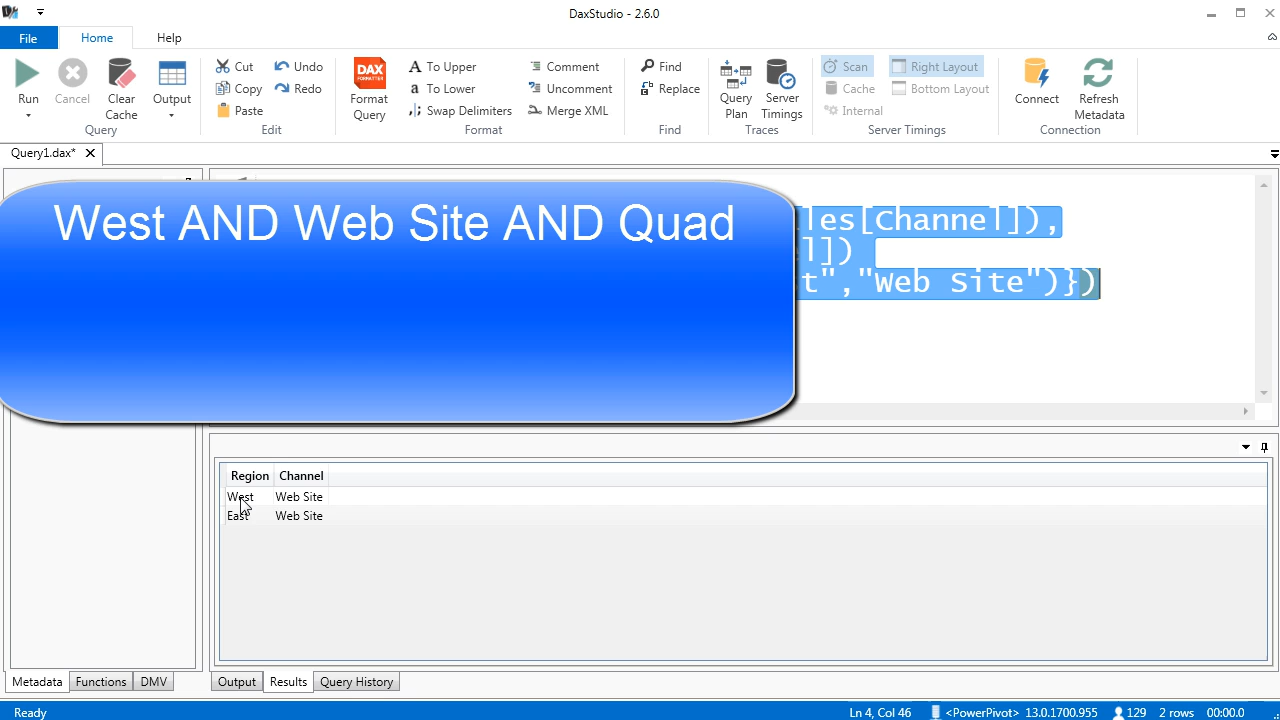 DaxStudio - 2.6.0
File
Home
Help
Run
Cancel
Clear
Cache
Output
Query
Cut
Copy
Paste
Undo
Redo
Edit
DAX
FORMATTER
Format
Query
To Upper
To Lower
Swap Delimiters
Comment
Uncomment
Merge XML
Format
Find
Replace
Find
Query
Plan
Server
Timings
Traces
Scan
Cache
Internal
Right Layout
Bottom Layout
Server Timings
Connect
Refresh
Metadata
Connection
Query1.dax*
West AND Web Site AND Quad
les[Channel]),
l])
t","Web Site")})
Region Channel
West Web Site
East Web Site
Metadata Functions DMV
Output Results Query History
Ready
Ln 4, Col 46 <PowerPivot> 13.0.1700.955 129 2 rows 00:00.0